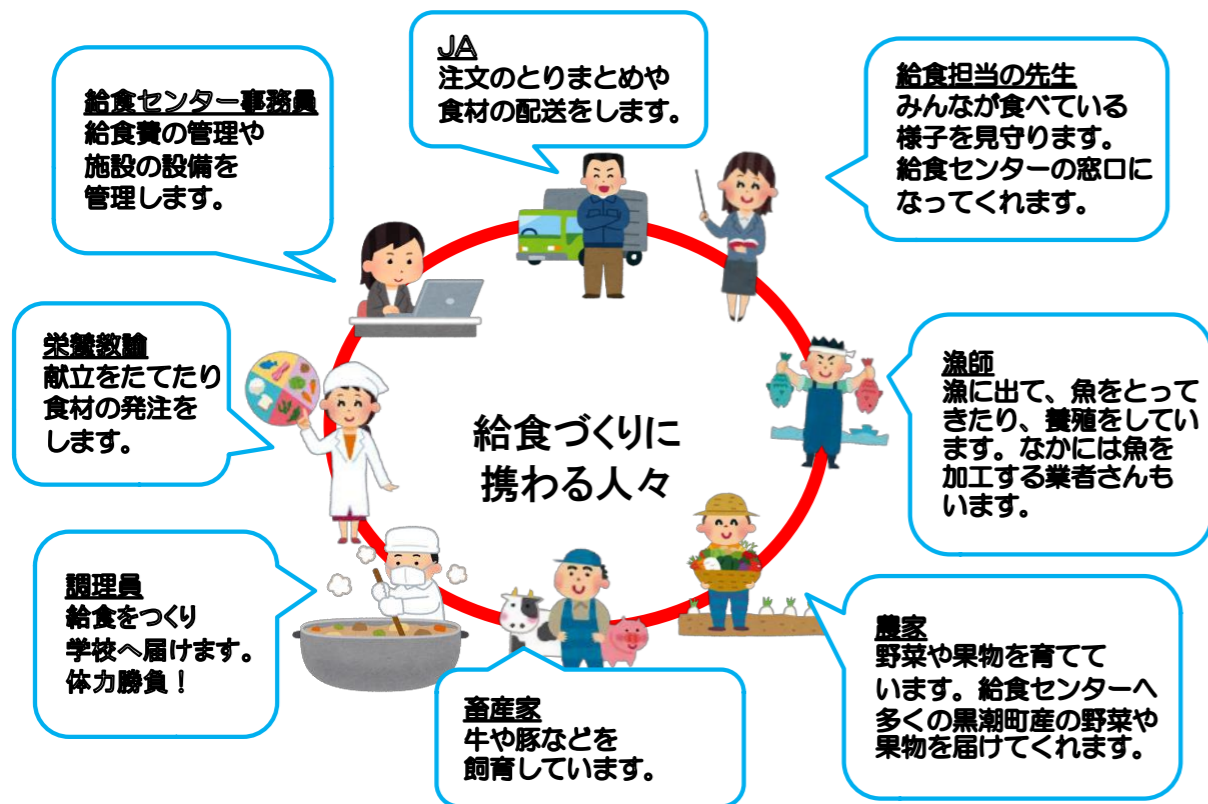 給食づくりに
携わる人々
JA
注文のとりまとめや
食材の配送をします。
給食担当の先生
みんなが食べている
様子を見守ります。
給食センターの窓口に
なってくれます。
漁師
漁に出て、魚をとって
きたり、養殖をしてい
ます。なかには魚を
加工する業者さんも
います。
農家
野菜や果物を育てて
います。給食センターへ
多くの黒潮町産の野菜や
果物を届けてくれます。
畜産家
牛や豚などを
飼育しています。
調理員
給食をつくり
学校へ届けます。
体力勝負！
栄養教諭
献立をたてたり
食材の発注を
します。
給食センター事務員
給食費の管理や
施設の設備を
管理します。